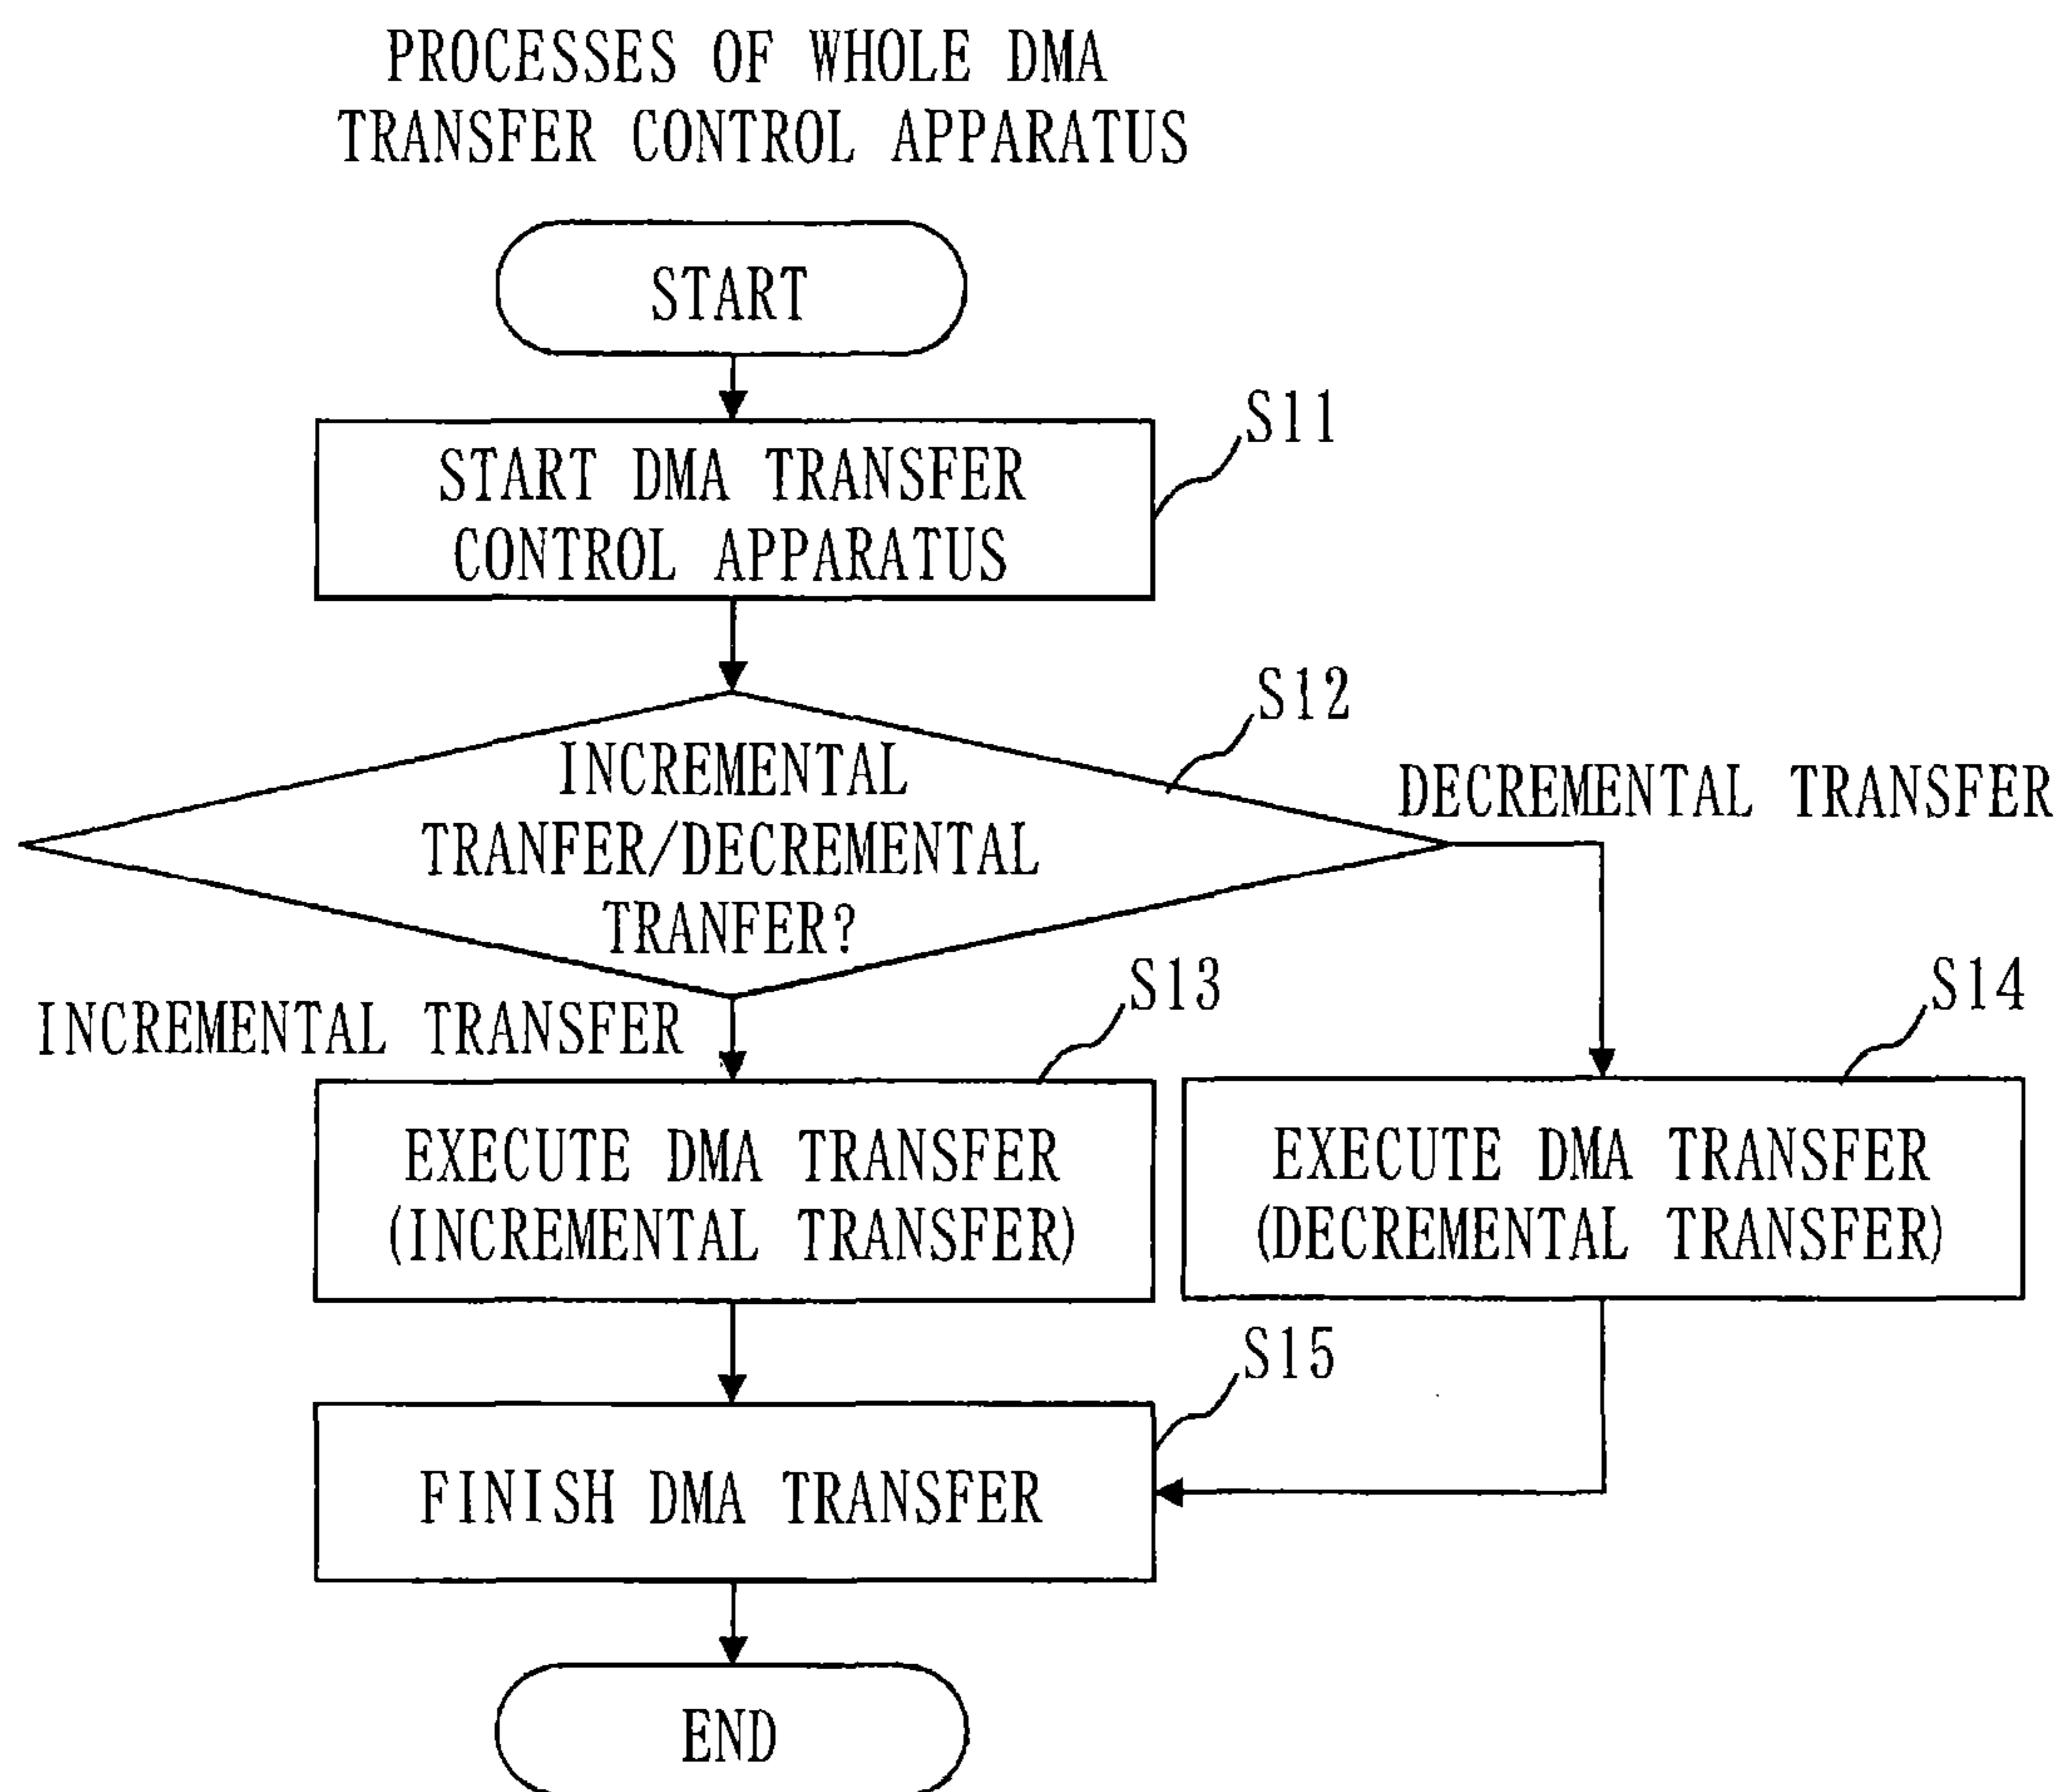 PROCESSES OF WHOLE DMA
TRANSFER CONTROL APPARATUS
START
S11
START DMA TRANSFER
CONTROL APPARATUS
S12
INCREMENTAL
TRANFER/DECREMENTAL
TRANFER?
DECREMENTAL TRANSFER
INCREMENTAL TRANSFER
S13
S14
EXECUTE DMA TRANSFER
(INCREMENTAL TRANSFER)
EXECUTE DMA TRANSFER
(DECREMENTAL TRANSFER)
S15
FINISH DMA TRANSFER
END